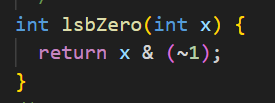 int lsbZero(int x) {
  return x & (~1);
}